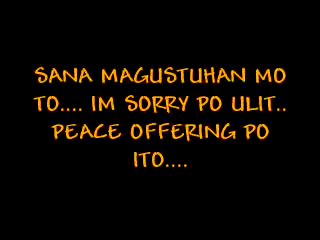 SANA MAGUSTUHAN MO
TO.... IM SORRY PO ULIT..
PEACE OFFERING PO
ITO....